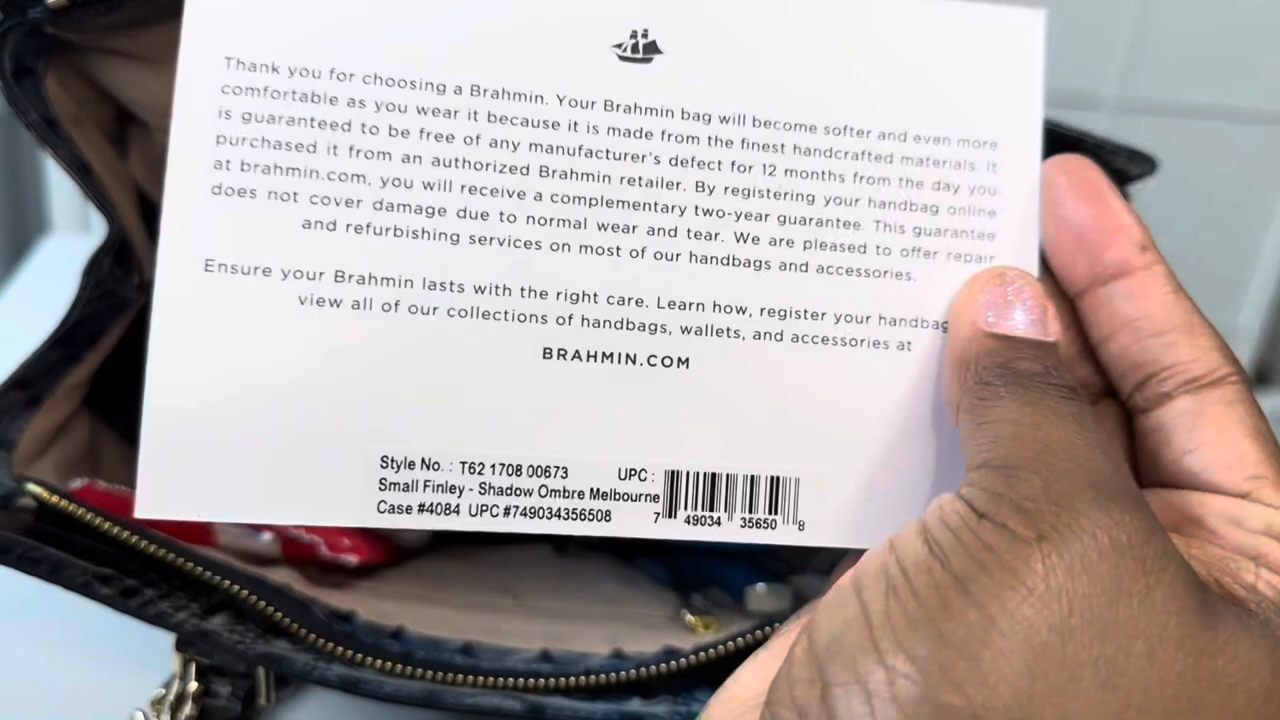 Thank you for choosing a Brahmin. Your Brahmin bag will become softer and even more
comfortable as you wear it because it is made from the finest handcrafted materials. It
is guaranteed to be free of any manufacturer's defect for 12 months from the day you
purchased it from an authorized Brahmin retailer. By registering your handbag online
at brahmin.com, you will receive a complementary two-year guarantee. This guarantee
does not cover damage due to normal wear and tear. We are pleased to offer repair
and refurbishing services on most of our handbags and accessories.
Ensure your Brahmin lasts with the right care. Learn how, register your handbag
view all of our collections of handbags, wallets, and accessories at
BRAHMIN.COM
Style No. : T62 1708 00673 UPC :
Small Finley - Shadow Ombre Melbourne
Case #4084 UPC #749034356508
7 49034 35650 8